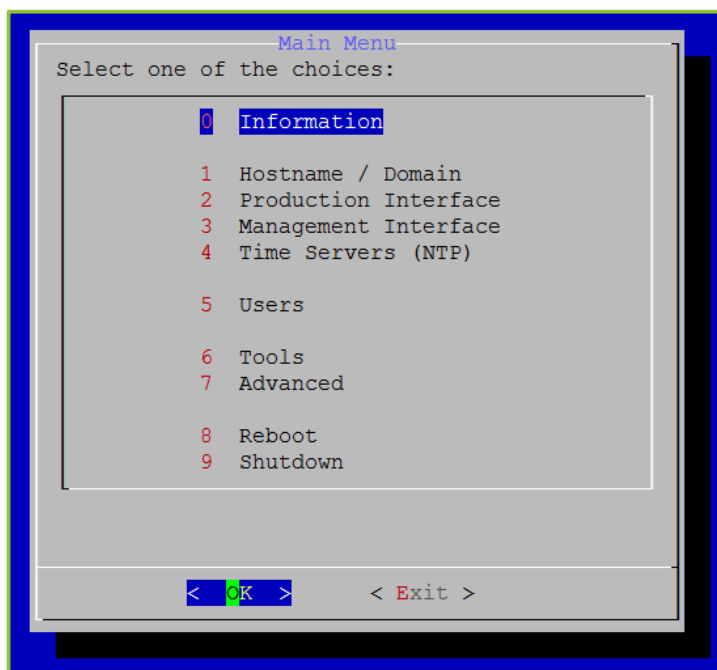 Main Menu
Select one of the choices:
0 Information
1 Hostname / Domain
2 Production Interface
3 Management Interface
4 Time Servers (NTP)
5 Users
6 Tools
7 Advanced
8 Reboot
9 Shutdown
< OK > < Exit >